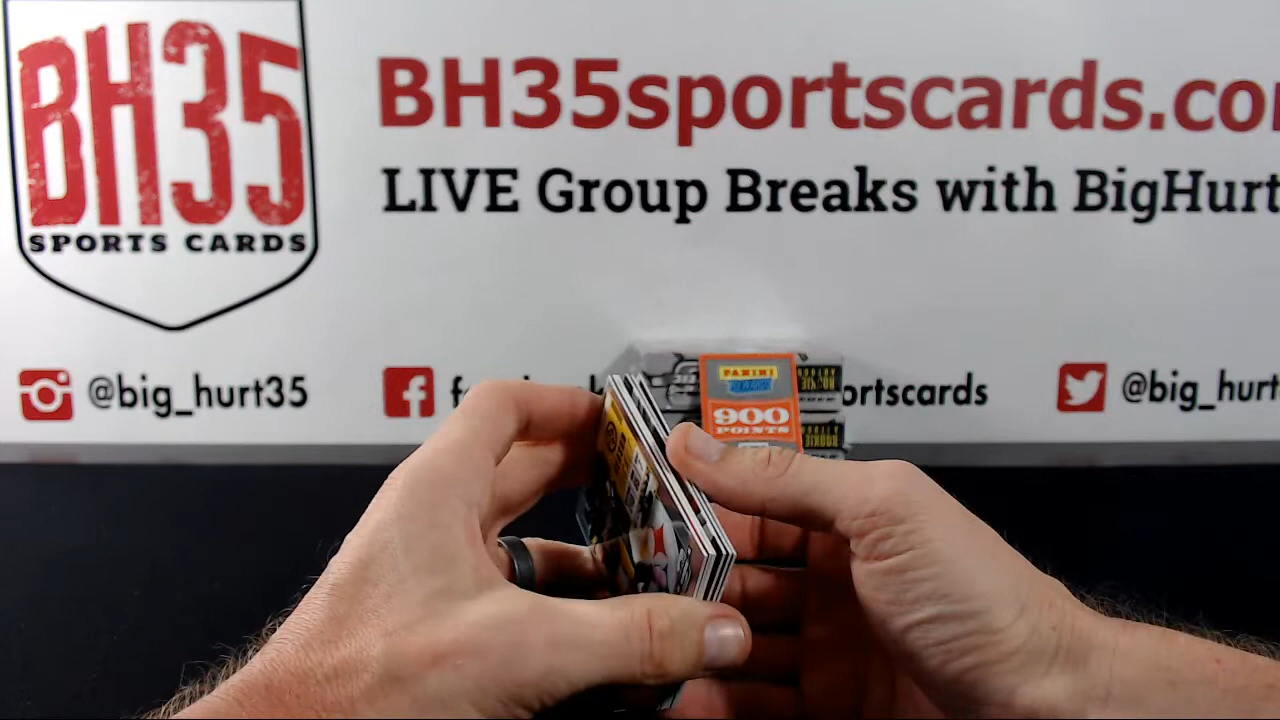 BH35
SPORTS CARDS
BH35sportscards.co
LIVE Group Breaks with BigHurt
@big_hurt35
ortscards
@big_hurt
PANINI
900
POINTS